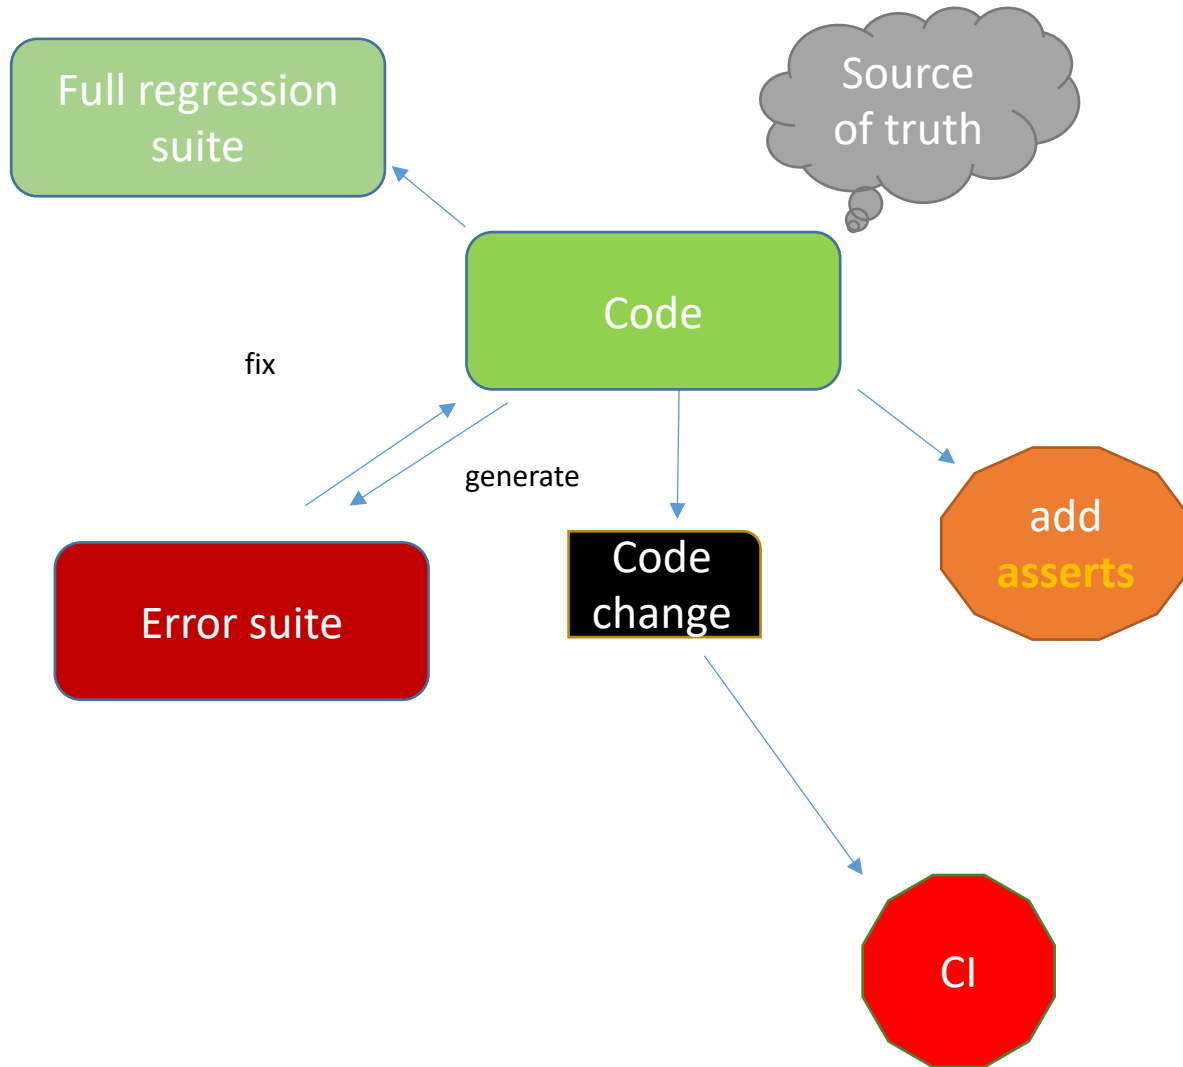 Full regression
suite
Source
of truth
Code
fix
generate
Error suite
Code
change
add
asserts
CI